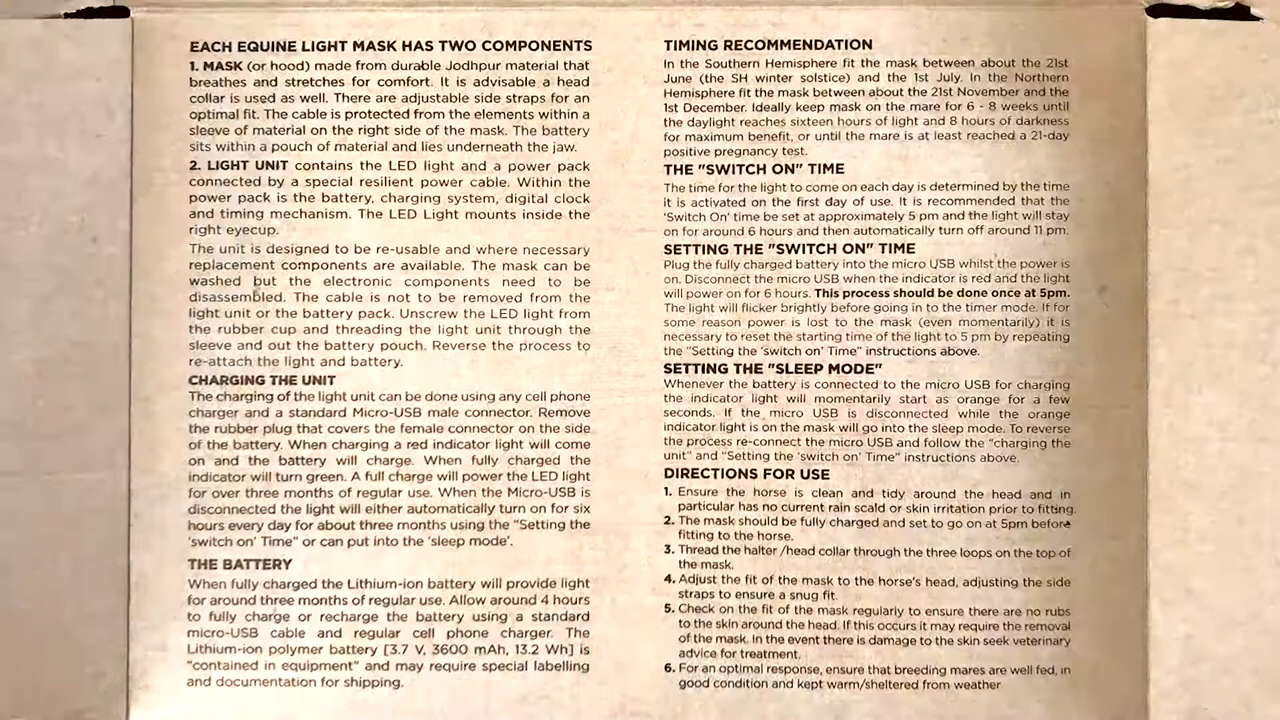 EACH EQUINE LIGHT MASK HAS TWO COMPONENTS
1. MASK (or hood) made from durable Jodhpur material that
breathes and stretches for comfort. It is advisable a head
collar is used as well. There are adjustable side straps for an
optimal fit. The cable is protected from the elements within a
sleeve of material on the right side of the mask. The battery
sits within a pouch of material and lies underneath the jaw.
2. LIGHT UNIT contains the LED light and a power pack
connected by a special resilient power cable. Within the
power pack is the battery, charging system, digital clock
and timing mechanism. The LED Light mounts inside the
right eyecup.
The unit is designed to be re-usable and where necessary
replacement components are available. The mask can be
washed but the electronic components need to be
disassembled. The cable is not to be removed from the
light unit or the battery pack. Unscrew the LED light from
the rubber cup and threading the light unit through the
sleeve and out the battery pouch. Reverse the process to
re-attach the light and battery.
CHARGING THE UNIT
The charging of the light unit can be done using any cell phone
charger and a standard Micro-USB male connector. Remove
the rubber plug that covers the female connector on the side
of the battery. When charging a red indicator light will come
on and the battery will charge. When fully charged the
indicator will turn green. A full charge will power the LED light
for over three months of regular use. When the Micro-USB is
disconnected the light will either automatically turn on for six
hours every day for about three months using the "Setting the
'switch on' Time" or can put into the 'sleep mode'.
THE BATTERY
When fully charged the Lithium-ion battery will provide light
for around three months of regular use. Allow around 4 hours
to fully charge or recharge the battery using a standard
micro-USB cable and regular cell phone charger. The
Lithium-ion polymer battery [3.7 V, 3600 mAh, 13.2 Wh] is
"contained in equipment" and may require special labelling
and documentation for shipping.
TIMING RECOMMENDATION
In the Southern Hemisphere fit the mask between about the 21st
June (the SH winter solstice) and the 1st July. In the Northern
Hemisphere fit the mask between about the 21st November and the
1st December. Ideally keep mask on the mare for 6 - 8 weeks until
the daylight reaches sixteen hours of light and 8 hours of darkness
for maximum benefit, or until the mare is at least reached a 21-day
positive pregnancy test.
THE "SWITCH ON" TIME
The time for the light to come on each day is determined by the time
it is activated on the first day of use. It is recommended that the
'Switch On' time be set at approximately 5 pm and the light will stay
on for around 6 hours and then automatically turn off around 11 pm.
SETTING THE "SWITCH ON" TIME
Plug the fully charged battery into the micro USB whilst the power is
on. Disconnect the micro USB when the indicator is red and the light
will power on for 6 hours. This process should be done once at 5pm.
The light will flicker brightly before going in to the timer mode. If for
some reason power is lost to the mask (even momentarily) it is
necessary to reset the starting time of the light to 5 pm by repeating
the "Setting the 'switch on' Time" instructions above.
SETTING THE "SLEEP MODE"
Whenever the battery is connected to the micro USB for charging
the indicator light will momentarily start as orange for a few
seconds. If the micro USB is disconnected while the orange
indicator light is on the mask will go into the sleep mode. To reverse
the process re-connect the micro USB and follow the "charging the
unit" and "Setting the 'switch on' Time" instructions above.
DIRECTIONS FOR USE
1. Ensure the horse is clean and tidy around the head and in
particular has no current rain scald or skin irritation prior to fitting.
2. The mask should be fully charged and set to go on at 5pm before
fitting to the horse.
3. Thread the halter /head collar through the three loops on the top of
the mask.
4. Adjust the fit of the mask to the horse's head, adjusting the side
straps to ensure a snug fit.
5. Check on the fit of the mask regularly to ensure there are no rubs
to the skin around the head. If this occurs it may require the removal
of the mask. In the event there is damage to the skin seek veterinary
advice for treatment.
6. For an optimal response, ensure that breeding mares are well fed, in
good condition and kept warm/sheltered from weather